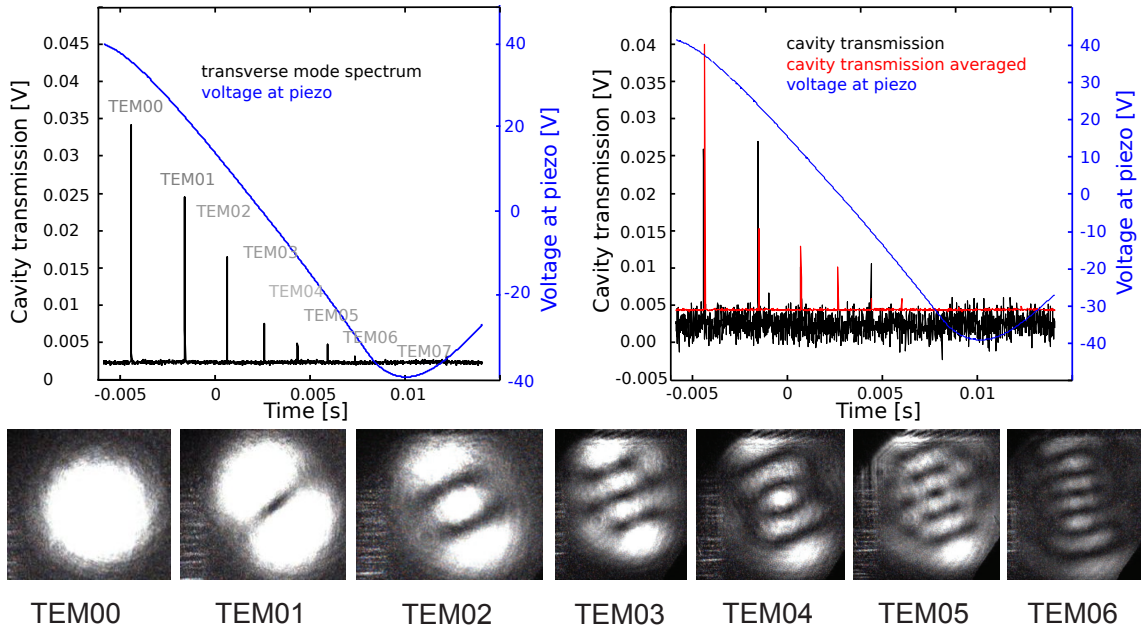 0.045
0.04
0.035
0.03
0.025
0.02
0.015
0.01
0.005
0
Cavity transmission [V]
transverse mode spectrum
voltage at piezo
TEM00
TEM01
TEM02
TEM03
TEM04
TEM05
TEM06
TEM07
40
20
0
-20
-40
Voltage at piezo [V]
-0.005
0
0.005
0.01
Time [s]
0.04
0.035
0.03
0.025
0.02
0.015
0.01
0.005
0.00
-0.005
Cavity transmission [V]
cavity transmission
cavity transmission averaged
voltage at piezo
40
30
20
10
0
-10
-20
-30
-40
Voltage at piezo [V]
-0.005
0
0.005
0.01
Time [s]
TEM00 TEM01 TEM02 TEM03 TEM04 TEM05 TEM06